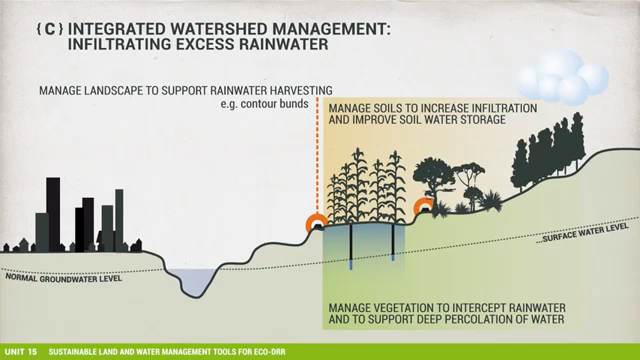 { C } INTEGRATED WATERSHED MANAGEMENT:
INFILTRATING EXCESS RAINWATER
MANAGE LANDSCAPE TO SUPPORT RAINWATER HARVESTING
e.g. contour bunds
MANAGE SOILS TO INCREASE INFILTRATION
AND IMPROVE SOIL WATER STORAGE
...SURFACE WATER LEVEL
NORMAL GROUNDWATER LEVEL
MANAGE VEGETATION TO INTERCEPT RAINWATER
AND TO SUPPORT DEEP PERCOLATION OF WATER
UNIT 15 SUSTAINABLE LAND AND WATER MANAGEMENT TOOLS FOR ECO-DRR